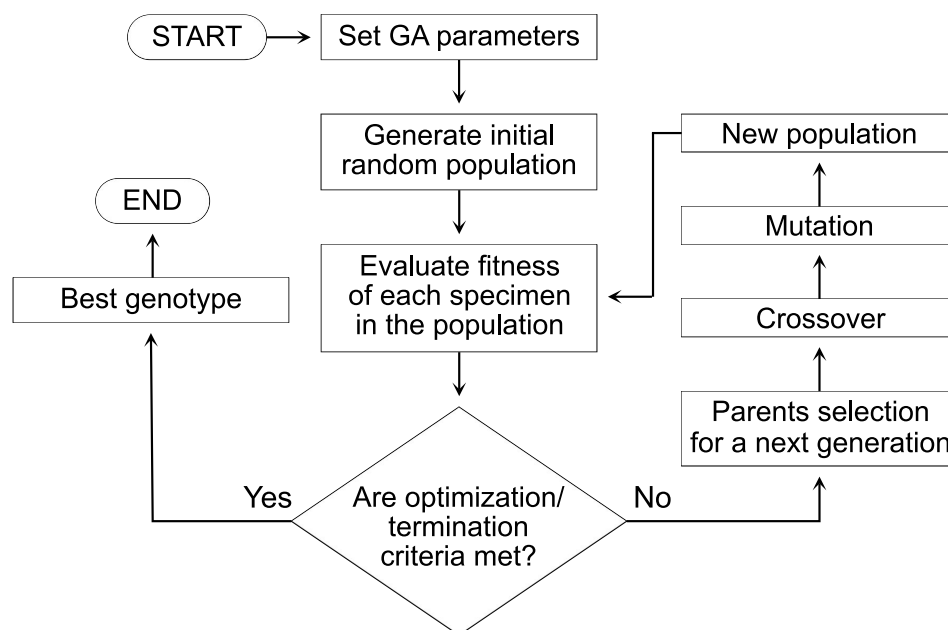 START
Set GA parameters
Generate initial
random population
New population
END
Mutation
Evaluate fitness
of each specimen
in the population
Best genotype
Crossover
Parents selection
for a next generation
Yes
Are optimization/
termination
criteria met?
No